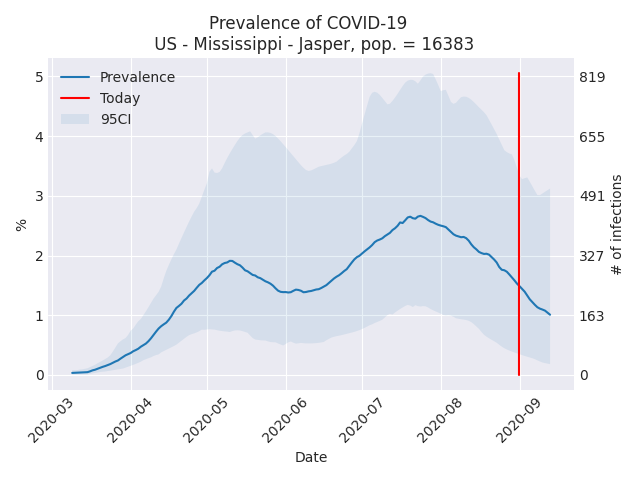 Prevalence of COVID-19
US - Mississippi - Jasper, pop. = 16383
Prevalence
Today
95CI
5
4
3
2
1
0
%
819
655
491
327
163
0
# of infections
2020-03
2020-04
2020-05
2020-06
2020-07
2020-08
2020-09
Date